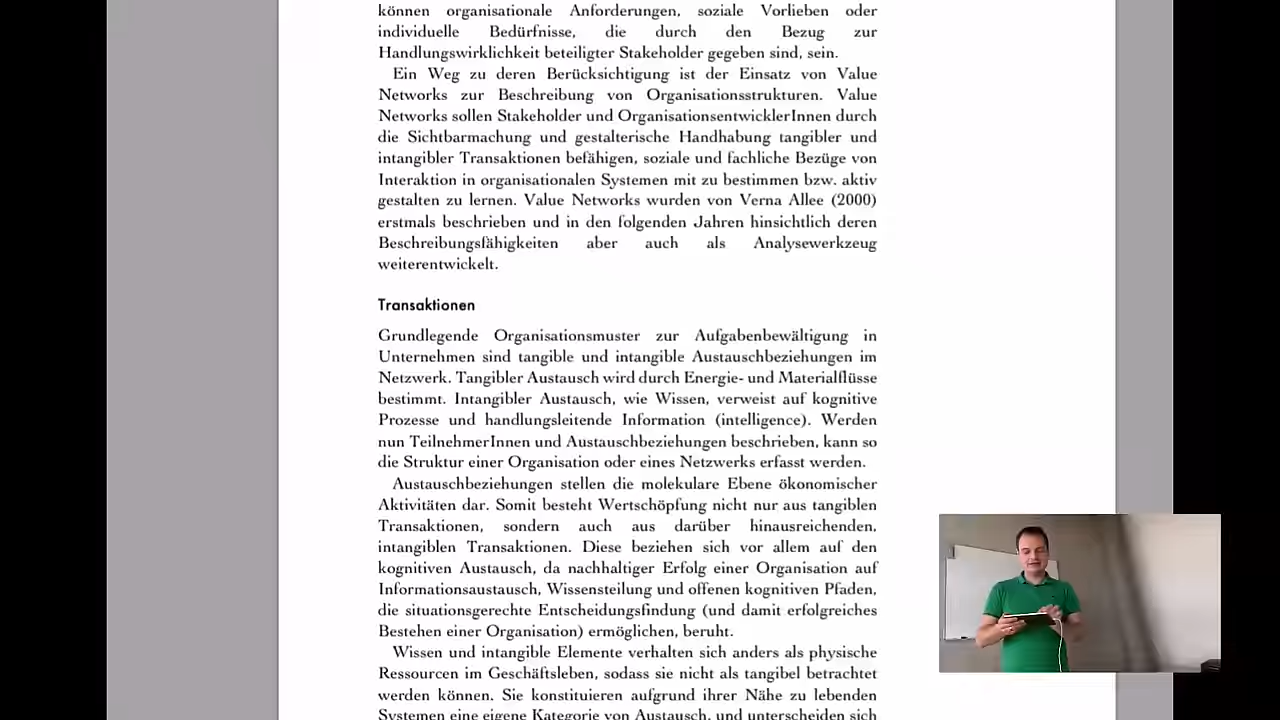 können organisationale Anforderungen, soziale Vorlieben oder
individuelle Bedürfnisse, die durch den Bezug zur
Handlungswirklichkeit beteiligter Stakeholder gegeben sind, sein.
Ein Weg zu deren Berücksichtigung ist der Einsatz von Value
Networks zur Beschreibung von Organisationsstrukturen. Value
Networks sollen Stakeholder und OrganisationsentwicklerInnen durch
die Sichtbarmachung und gestalterische Handhabung tangibler und
intangibler Transaktionen befähigen, soziale und fachliche Bezüge von
Interaktion in organisationalen Systemen mit zu bestimmen bzw. aktiv
gestalten zu lernen. Value Networks wurden von Verna Allee (2000)
erstmals beschrieben und in den folgenden Jahren hinsichtlich deren
Beschreibungsfähigkeiten aber auch als Analysewerkzeug
weiterentwickelt.
Transaktionen
Grundlegende Organisationsmuster zur Aufgabenbewältigung in
Unternehmen sind tangible und intangible Austauschbeziehungen im
Netzwerk. Tangibler Austausch wird durch Energie- und Materialflüsse
bestimmt. Intangibler Austausch, wie Wissen, verweist auf kognitive
Prozesse und handlungsleitende Information (intelligence). Werden
nun TeilnehmerInnen und Austauschbeziehungen beschrieben, kann so
die Struktur einer Organisation oder eines Netzwerks erfasst werden.
Austauschbeziehungen stellen die molekulare Ebene ökonomischer
Aktivitäten dar. Somit besteht Wertschöpfung nicht nur aus tangiblen
Transaktionen, sondern auch aus darüber hinausreichenden,
intangiblen Transaktionen. Diese beziehen sich vor allem auf den
kognitiven Austausch, da nachhaltiger Erfolg einer Organisation auf
Informationsaustausch, Wissensteilung und offenen kognitiven Pfaden,
die situationsgerechte Entscheidungsfindung (und damit erfolgreiches
Bestehen einer Organisation) ermöglichen, beruht.
Wissen und intangible Elemente verhalten sich anders als physische
Ressourcen im Geschäftsleben, sodass sie nicht als tangibel betrachtet
werden können. Sie konstituieren aufgrund ihrer Nähe zu lebenden
Systemen eine eigene Kategorie von Austausch, und unterscheiden sich